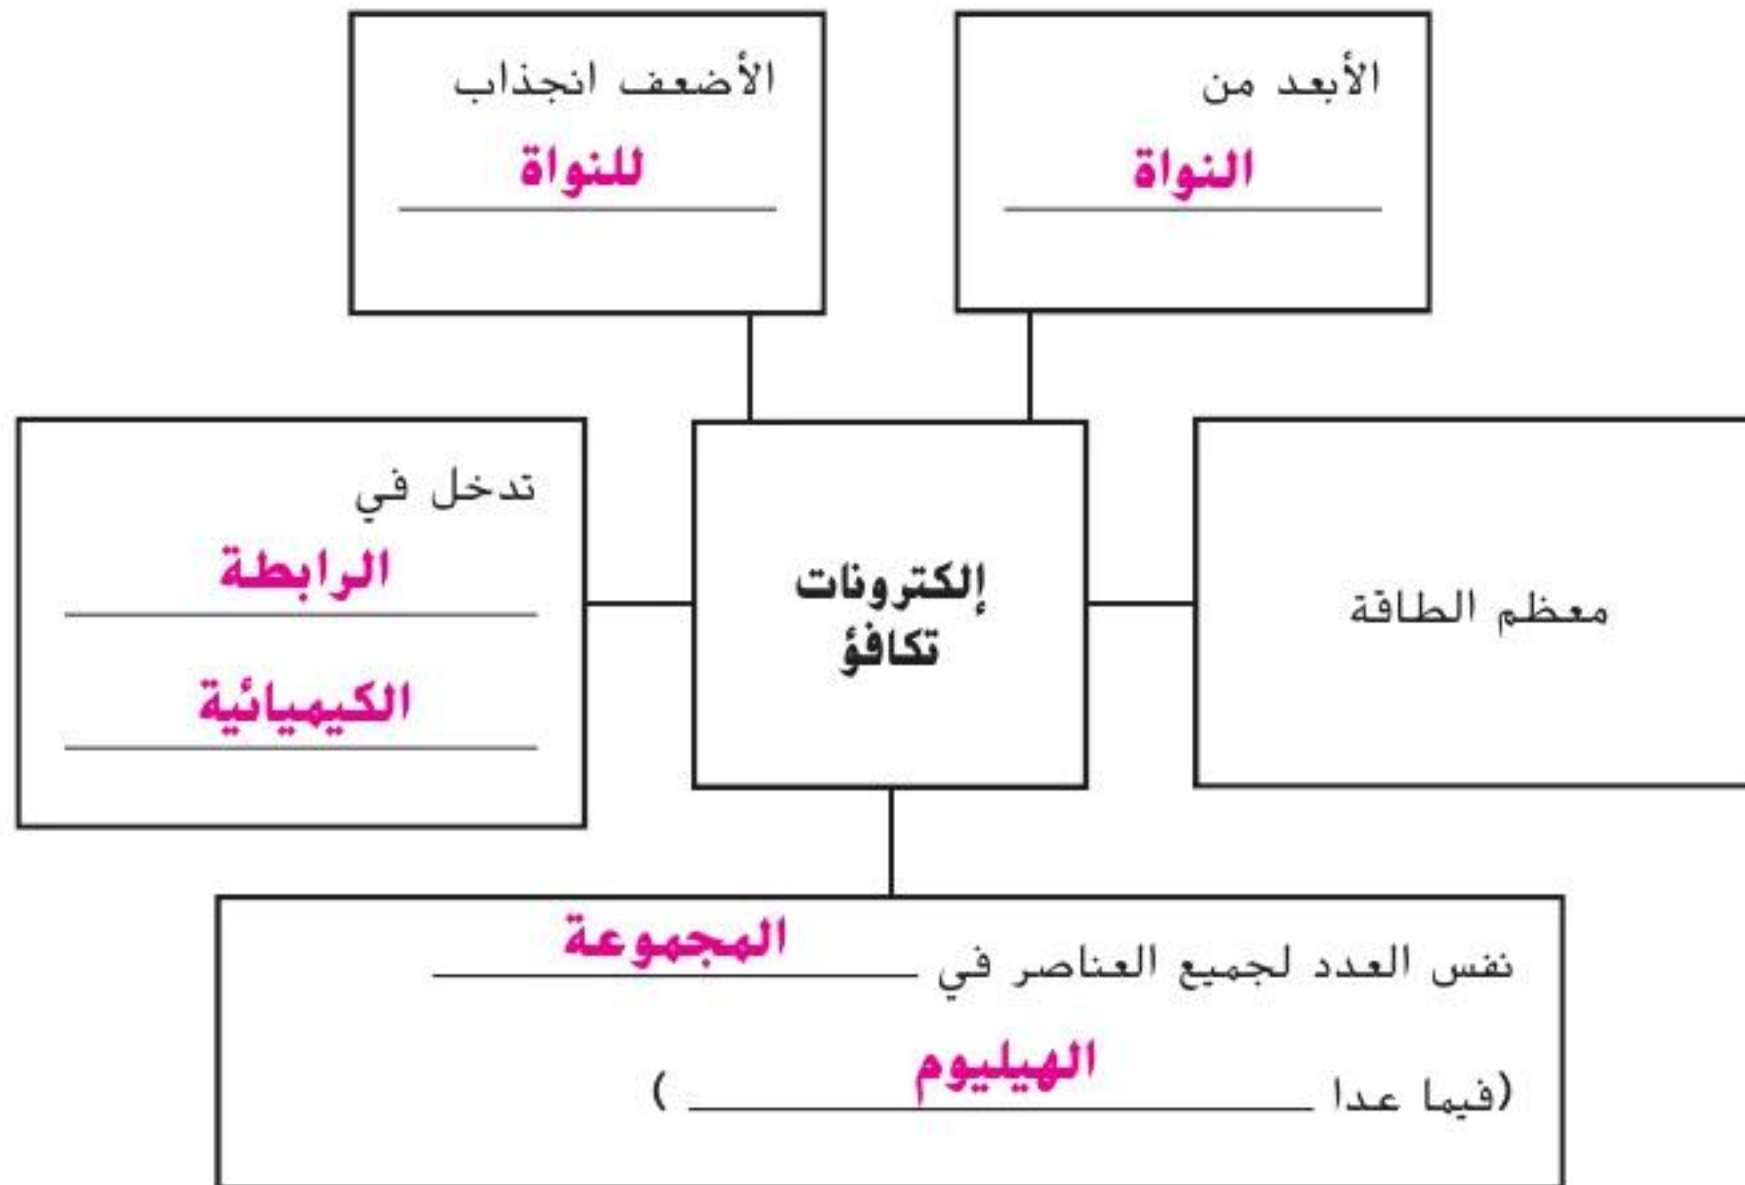 الأبعد من
النواة
الأضعف انجذاب
للنواة
معظم الطاقة
إلكترونات
تكافؤ
تدخل في
الرابطة
الكيميائية
نفس العدد لجميع العناصر في المجموعة
(فيما عدا الهيليوم)